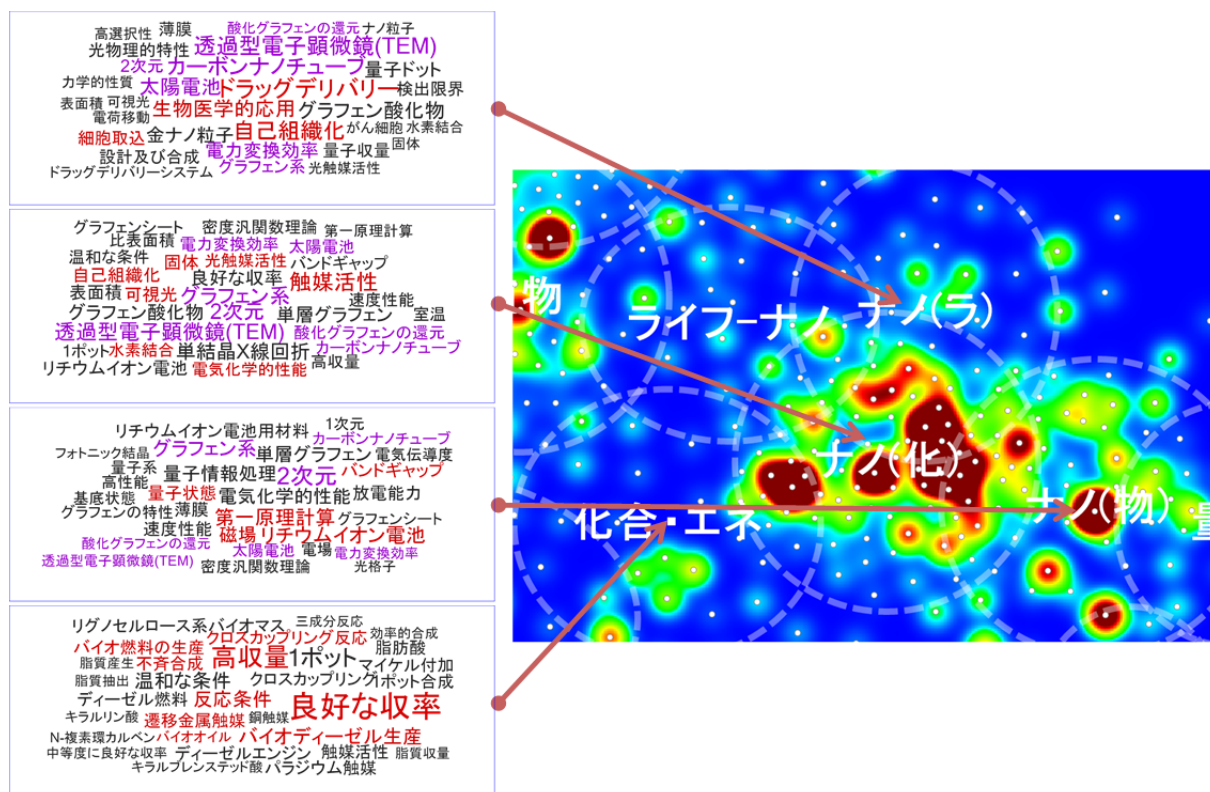 高選択性 薄膜 酸化グラフェンの還元 ナノ粒子
光物理的特性 透過型電子顕微鏡(TEM)
2次元 カーボンナノチューブ 量子ドット
力学的性質 太陽電池 ドラッグデリバリー 検出限界
表面積 可視光 生物医学的応用 グラフェン酸化物
電荷移動
細胞取込 金ナノ粒子 自己組織化 がん細胞 水素結合
設計及び合成 電力変換効率 量子収量 固体
ドラッグデリバリーシステム グラフェン系 光触媒活性
グラフェンシート 密度汎関数理論 第一原理計算
比表面積 電力変換効率 太陽電池
温和な条件 固体 光触媒活性 バンドギャップ
自己組織化 良好な収率 触媒活性
表面積 可視光 グラフェン系 速度性能
グラフェン酸化物 2次元 単層グラフェン 室温
透過型電子顕微鏡(TEM) 酸化グラフェンの還元
1ポット 水素結合 単結晶X線回折 カーボンナノチューブ
リチウムイオン電池 電気化学的性能 高収量
リチウムイオン電池用材料 1次元
カーボンナノチューブ
フォトニック結晶 グラフェン系 単層グラフェン 電気伝導度
量子系 量子情報処理 2次元 バンドギャップ
高性能
基底状態 量子状態 電気化学的性能 放電能力
グラフェンの特性 薄膜 第一原理計算 グラフェンシート
速度性能 磁場 リチウムイオン電池
酸化グラフェンの還元 太陽電池 電場 電力変換効率
透過型電子顕微鏡(TEM) 密度汎関数理論 光格子
リグノセルロース系バイオマス 三成分反応
バイオ燃料の生産 クロスカップリング反応 効率的合成
脂質産生 不斉合成 高収量 1ポット 脂肪酸
マイケル付加
脂質抽出 温和な条件 クロスカップリング 1ポット合成
ディーゼル燃料 反応条件 良好な収率
キラルリン酸 遷移金属触媒 銅触媒
N-複素環カルベン バイオオイル バイオディーゼル生産
中等度に良好な収率 ディーゼルエンジン 触媒活性 脂質収量
キラルブレンステッド酸 パラジウム触媒
物
ライフ−ナノ ナノ(ラ)
ナノ(化)
化合・エネ ナノ(物) 量